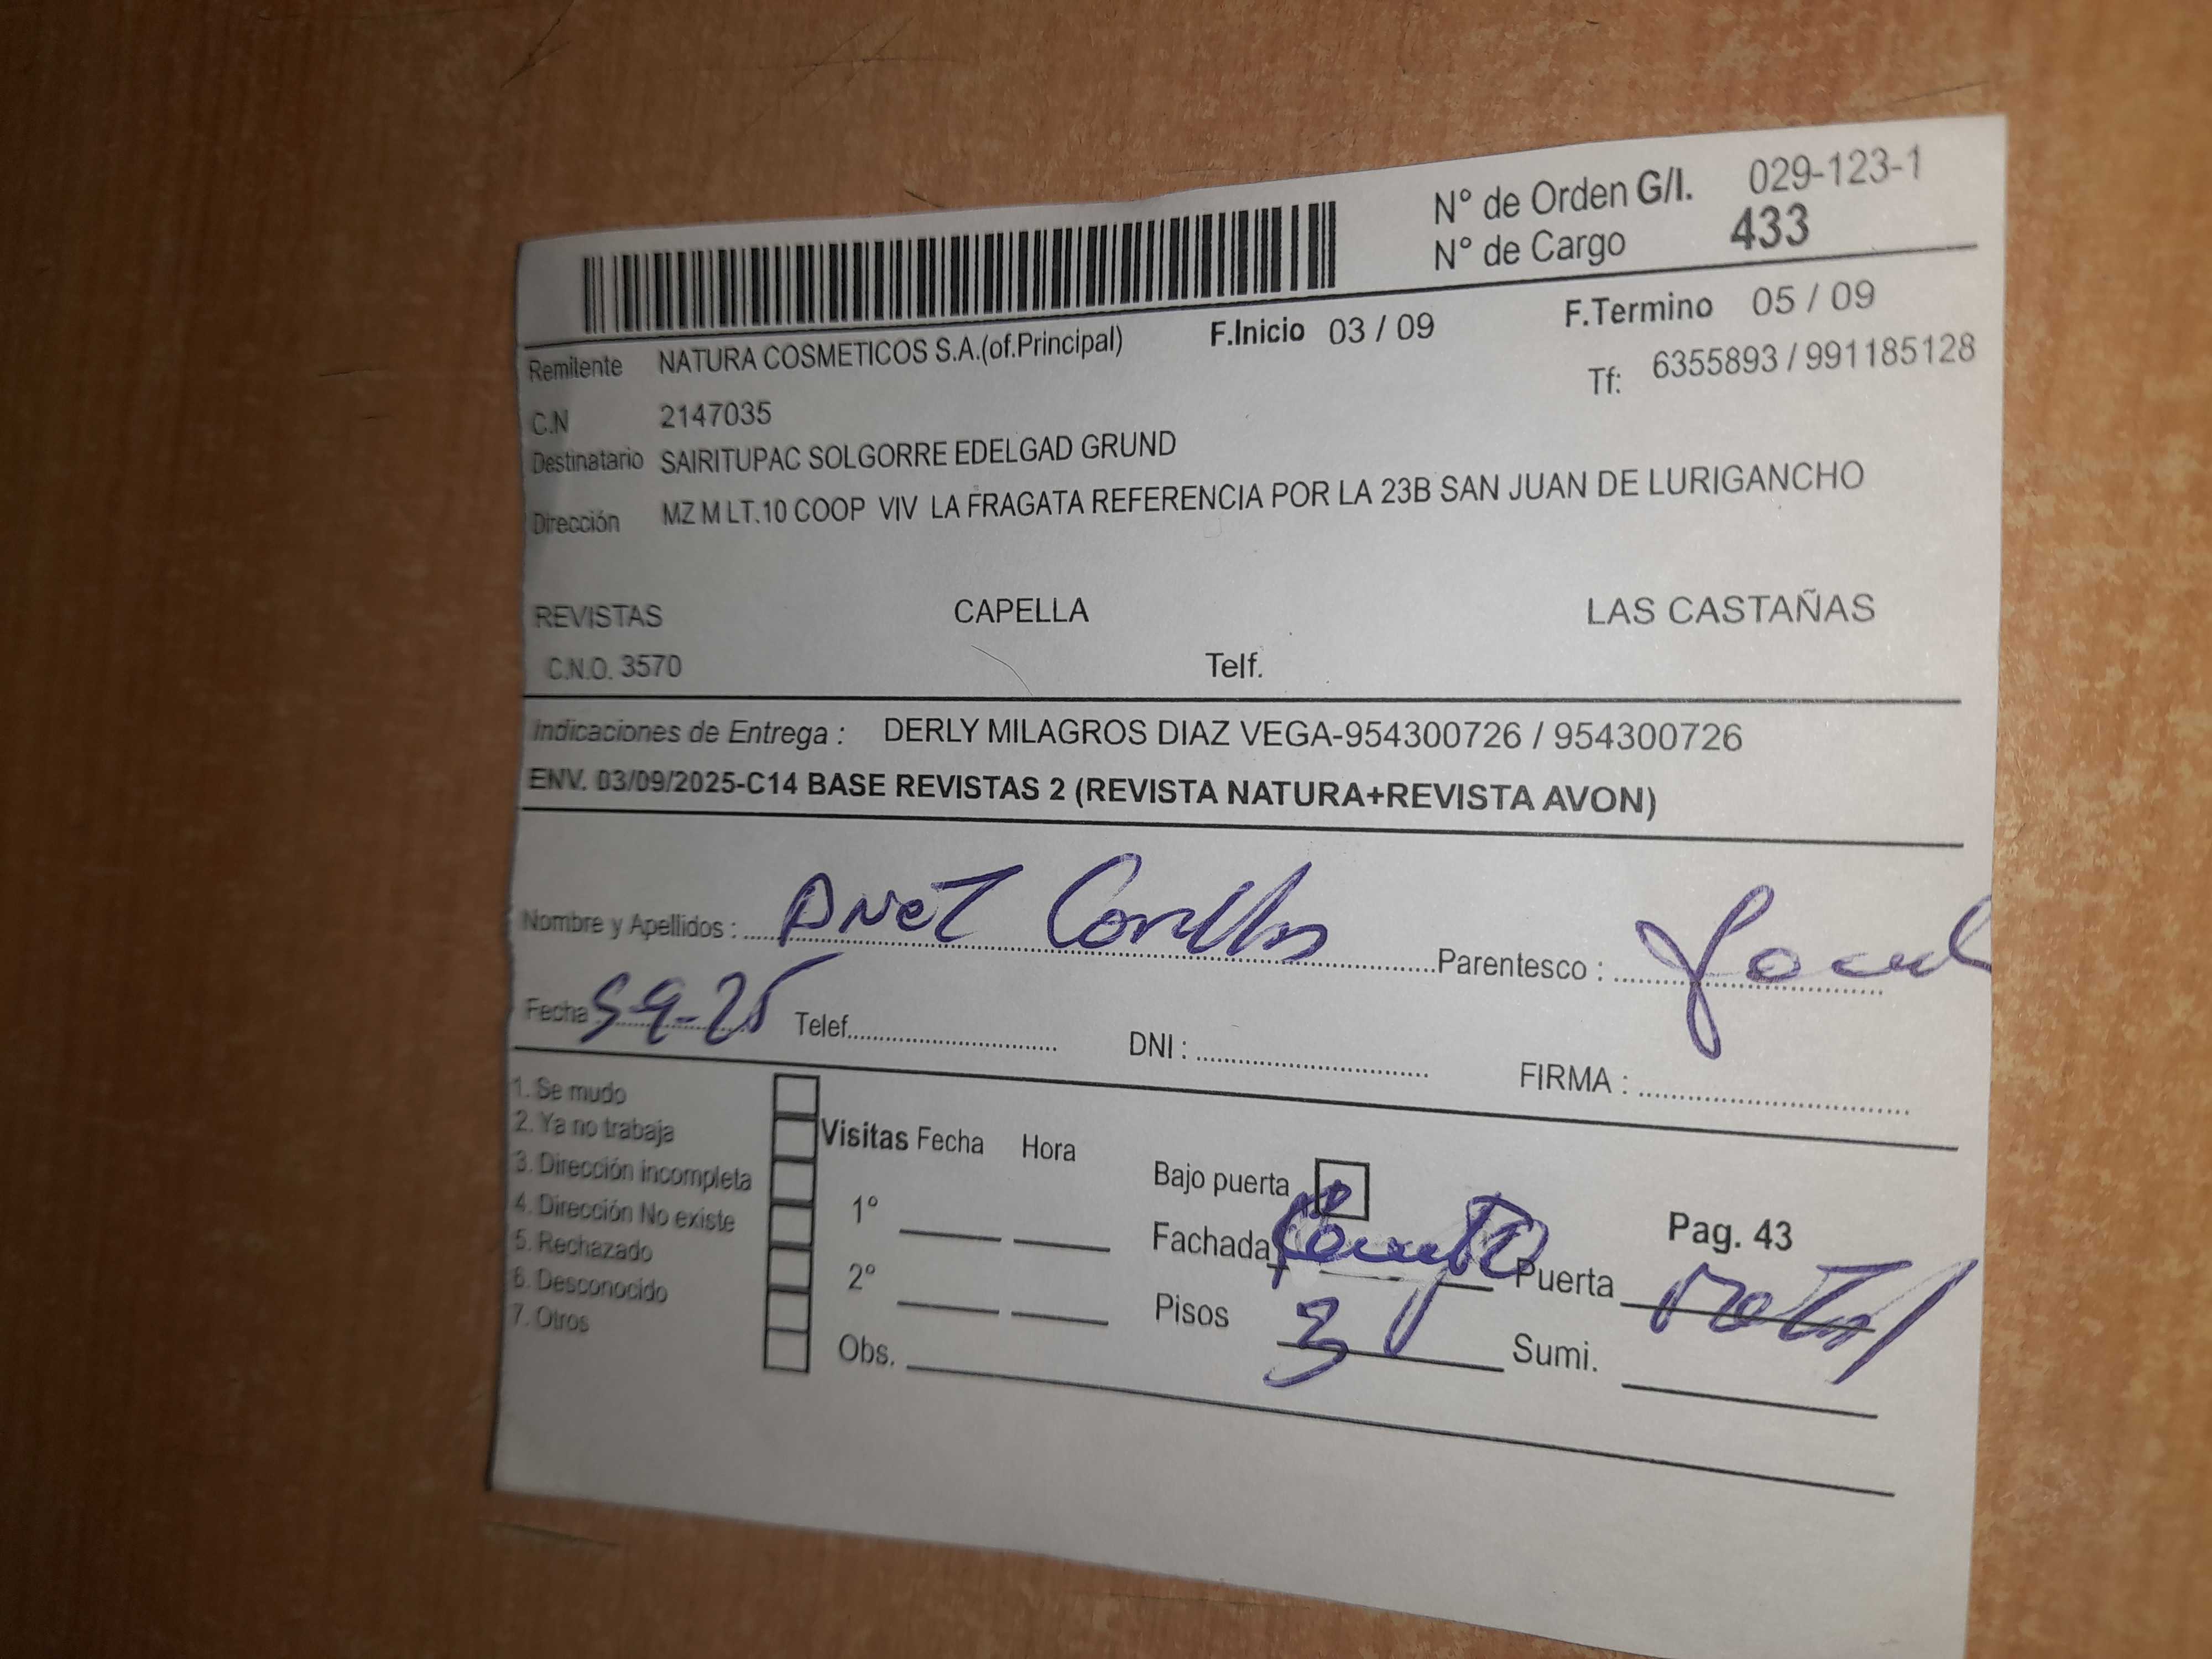 N° de Orden G/I. 029-123-1
N° de Cargo 433
Remitente NATURA COSMETICOS S.A.(of.Principal) F.Inicio 03 / 09 F.Termino 05 / 09
C.N 2147035 Tf: 6355893 / 991185128
Destinatario SAIRITUPAC SOLGORRE EDELGAD GRUND
Dirección MZ M LT.10 COOP VIV LA FRAGATA REFERENCIA POR LA 23B SAN JUAN DE LURIGANCHO
REVISTAS CAPELLA LAS CASTAÑAS
C.N.O. 3570 Telf.
Indicaciones de Entrega : DERLY MILAGROS DIAZ VEGA-954300726 / 954300726
ENV. 03/09/2025-C14 BASE REVISTAS 2 (REVISTA NATURA+REVISTA AVON)
Nombre y Apellidos : Anet Parentesco :
Fecha 5-9-25 Telef. DNI : FIRMA :
1. Se mudo
2. Ya no trabaja
3. Dirección incompleta
4. Dirección No existe
5. Rechazado
6. Desconocido
7. Otros
Visitas Fecha Hora
1°
2°
Obs.
Bajo puerta
Fachada Puerta
Pisos 3 Sumi.
Pag. 43